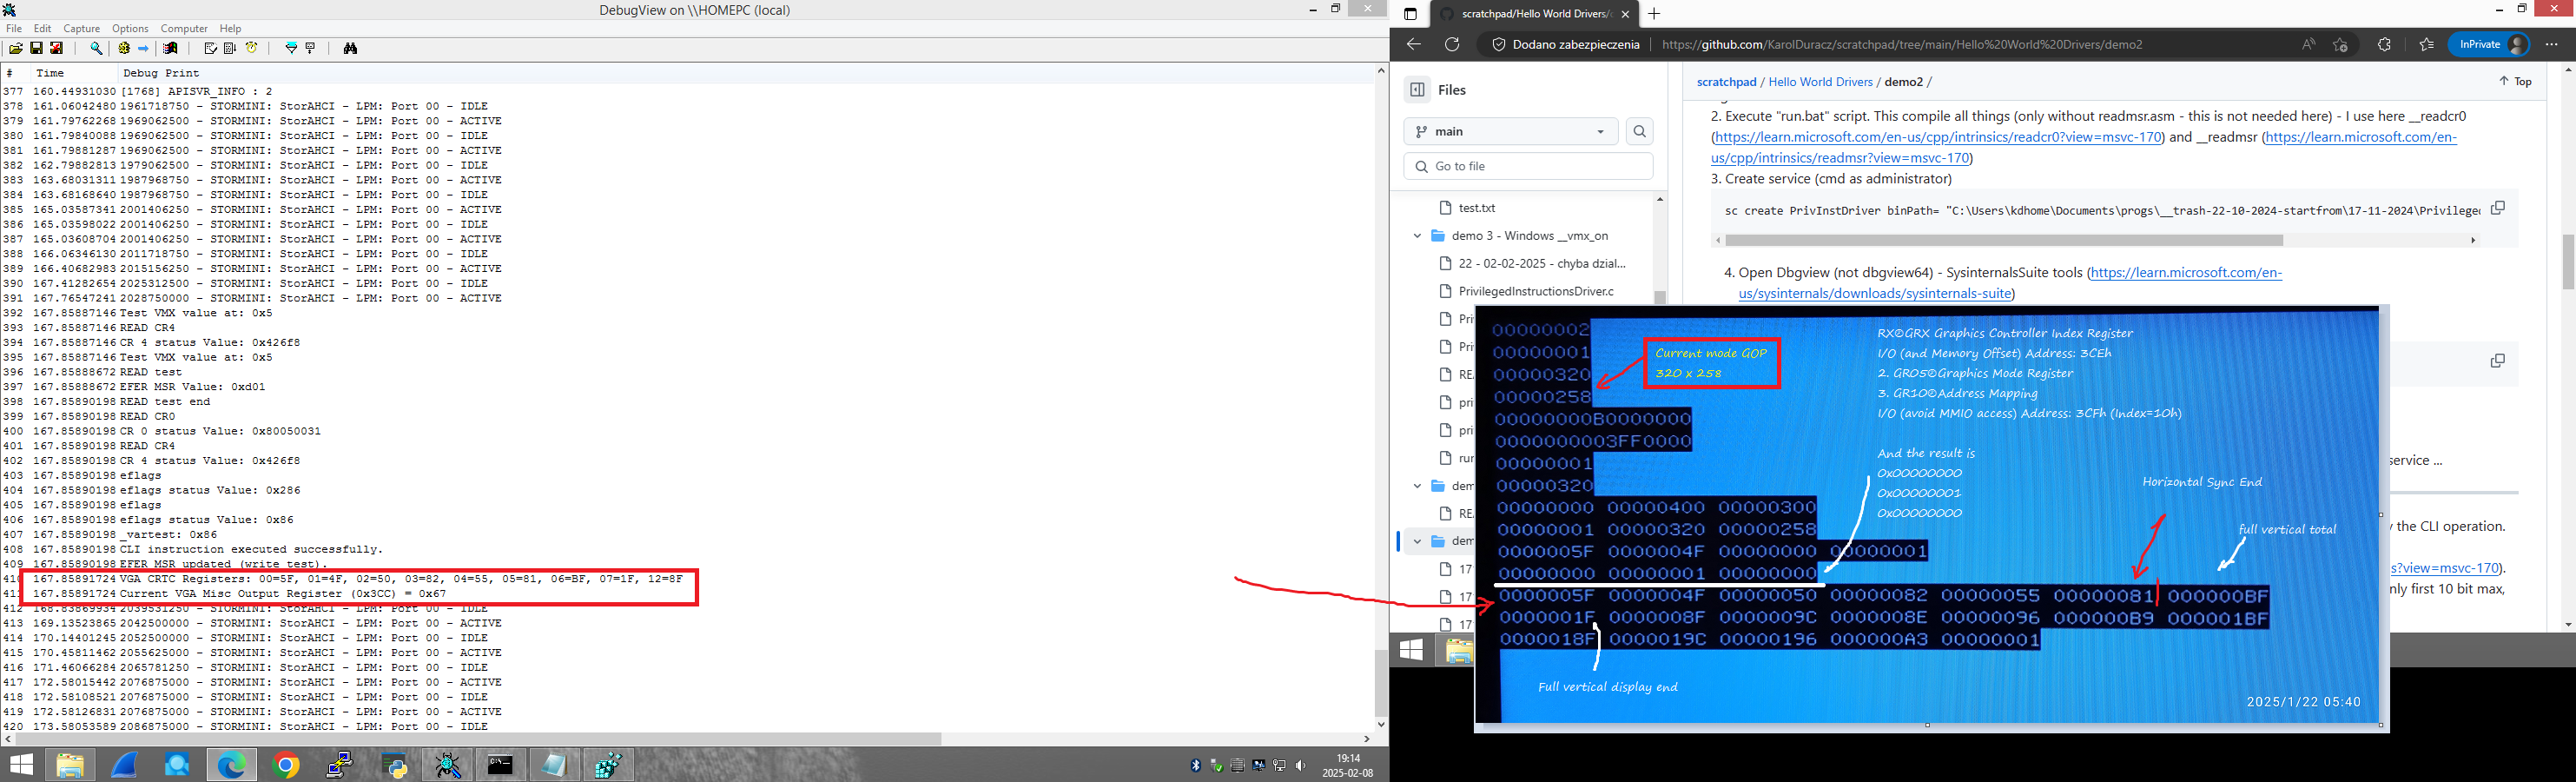 DebugView on \\HOMEPC (local)
File Edit Capture Options Computer Help
# Time Debug Print
377 160.44931030 [1768] APISVR_INFO : 2
378 161.06042480 1961718750 - STORMINI: StorAHCI - LPM: Port 00 - IDLE
379 161.79762268 1969062500 - STORMINI: StorAHCI - LPM: Port 00 - ACTIVE
380 161.79840088 1969062500 - STORMINI: StorAHCI - LPM: Port 00 - IDLE
381 161.79881287 1969062500 - STORMINI: StorAHCI - LPM: Port 00 - ACTIVE
382 162.79882813 1979062500 - STORMINI: StorAHCI - LPM: Port 00 - IDLE
383 163.68031311 1987968750 - STORMINI: StorAHCI - LPM: Port 00 - ACTIVE
384 163.68168640 1987968750 - STORMINI: StorAHCI - LPM: Port 00 - IDLE
385 165.03587341 2001406250 - STORMINI: StorAHCI - LPM: Port 00 - ACTIVE
386 165.03598022 2001406250 - STORMINI: StorAHCI - LPM: Port 00 - IDLE
387 165.03608704 2001406250 - STORMINI: StorAHCI - LPM: Port 00 - ACTIVE
388 166.06346130 2011718750 - STORMINI: StorAHCI - LPM: Port 00 - IDLE
389 166.40682983 2015156250 - STORMINI: StorAHCI - LPM: Port 00 - ACTIVE
390 167.41282654 2025312500 - STORMINI: StorAHCI - LPM: Port 00 - IDLE
391 167.76547241 2028750000 - STORMINI: StorAHCI - LPM: Port 00 - ACTIVE
392 167.85887146 Test VMX value at: 0x5
393 167.85887146 READ CR4
394 167.85887146 CR 4 status Value: 0x426f8
395 167.85887146 Test VMX value at: 0x5
396 167.85888672 READ test
397 167.85888672 EFER MSR Value: 0xd01
398 167.85890198 READ test end
399 167.85890198 READ CR0
400 167.85890198 CR 0 status Value: 0x80050031
401 167.85890198 READ CR4
402 167.85890198 CR 4 status Value: 0x426f8
403 167.85890198 eflags
404 167.85890198 eflags status Value: 0x286
405 167.85890198 eflags
406 167.85890198 eflags status Value: 0x86
407 167.85890198 _vartest: 0x86
408 167.85890198 CLI instruction executed successfully.
409 167.85890198 EFER MSR updated (write test).
410 167.85891724 VGA CRTC Registers: 00=5F, 01=4F, 02=50, 03=82, 04=55, 05=81, 06=BF, 07=1F, 12=8F
411 167.85891724 Current VGA Misc Output Register (0x3CC) = 0x67
412 168.83869934 2039531250 - STORMINI: StorAHCI - LPM: Port 00 - IDLE
413 169.13523865 2042500000 - STORMINI: StorAHCI - LPM: Port 00 - ACTIVE
414 170.14401245 2052500000 - STORMINI: StorAHCI - LPM: Port 00 - IDLE
415 170.45811462 2055625000 - STORMINI: StorAHCI - LPM: Port 00 - ACTIVE
416 171.46066284 2065781250 - STORMINI: StorAHCI - LPM: Port 00 - IDLE
417 172.58015442 2076875000 - STORMINI: StorAHCI - LPM: Port 00 - ACTIVE
418 172.58108521 2076875000 - STORMINI: StorAHCI - LPM: Port 00 - IDLE
419 172.58126831 2076875000 - STORMINI: StorAHCI - LPM: Port 00 - ACTIVE
420 173.58053589 2086875000 - STORMINI: StorAHCI - LPM: Port 00 - IDLE
19:14
2025-02-08
scratchpad/Hello World Drivers/
Dodano zabezpieczenia
https://github.com/KarolDuracz/scratchpad/tree/main/Hello%20World%20Drivers/demo2
InPrivate
Files
main
Go to file
test.txt
demo 3 - Windows __vmx_on
22 - 02-02-2025 - chyba dzial...
PrivilegedInstructionsDriver.c
Pri
Pri
RE
pri
pri
rur
dem
RE
dem
17
17
17
scratchpad / Hello World Drivers / demo2 /
Top
2. Execute "run.bat" script. This compile all things (only without readmsr.asm - this is not needed here) - I use here __readcr0
(https://learn.microsoft.com/en-us/cpp/intrinsics/readcr0?view=msvc-170) and __readmsr (https://learn.microsoft.com/en-
us/cpp/intrinsics/readmsr?view=msvc-170)
3. Create service (cmd as administrator)
sc create PrivInstDriver binPath= "C:\Users\kdhome\Documents\progs\__trash-22-10-2024-startfrom\17-11-2024\Privileged
4. Open Dbgview (not dbgview64) - SysinternalsSuite tools (https://learn.microsoft.com/en-
us/sysinternals/downloads/sysinternals-suite)
service ...
y the CLI operation.
s?view=msvc-170).
nly first 10 bit max,
00000002
00000001
00000320
00000258
00000000B0000000
0000000003FF0000
00000001
00000320
00000000 00000400 00000300
00000001 00000320 00000258
0000005F 0000004F 00000000 00000001
00000000 00000001 00000000
0000005F 0000004F 00000050 00000082 00000055 00000081 000000BF
0000001F 0000008F 0000009C 0000008E 00000096 000000B9 000001BF
0000018F 0000019C 00000196 000000A3 00000001
Current mode GOP
320 x 258
RX©GRX Graphics Controller Index Register
I/O (and Memory Offset) Address: 3CEh
2. GR05©Graphics Mode Register
3. GR10©Address Mapping
I/O (avoid MMIO access) Address: 3CFh (Index=10h)
And the result is
0x00000000
0x00000001
0x00000000
Horizontal Sync End
full vertical total
Full vertical display end
2025/1/22 05:40